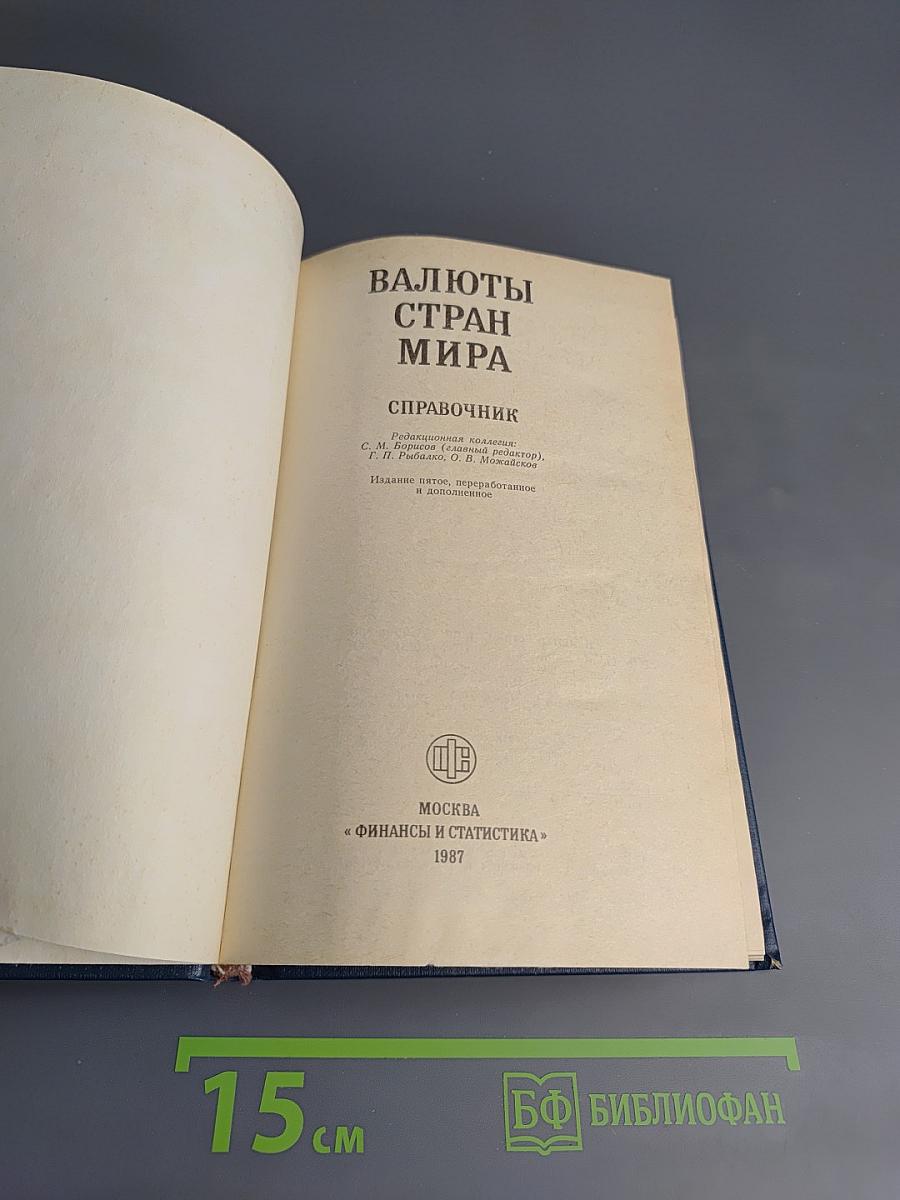 ВАЛЮТЫ
СТРАН
МИРА
СПРАВОЧНИК
Редакционная коллегия:
С. М. Борисов (главный редактор),
Г. П. Рыбалко, О. В. Можайсков
Издание пятое, переработанное
и дополненное
МОСКВА
« ФИНАНСЫ И СТАТИСТИКА »
1987
15 см
БФ БИБЛИОФАН